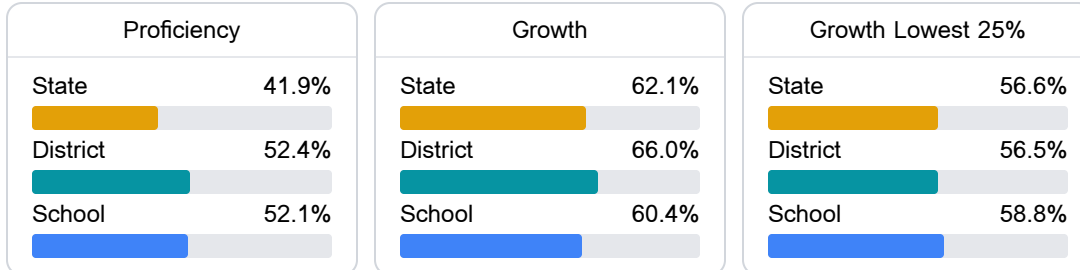 Proficiency
State 41.9%
District 52.4%
School 52.1%
Growth
State 62.1%
District 66.0%
School 60.4%
Growth Lowest 25%
State 56.6%
District 56.5%
School 58.8%